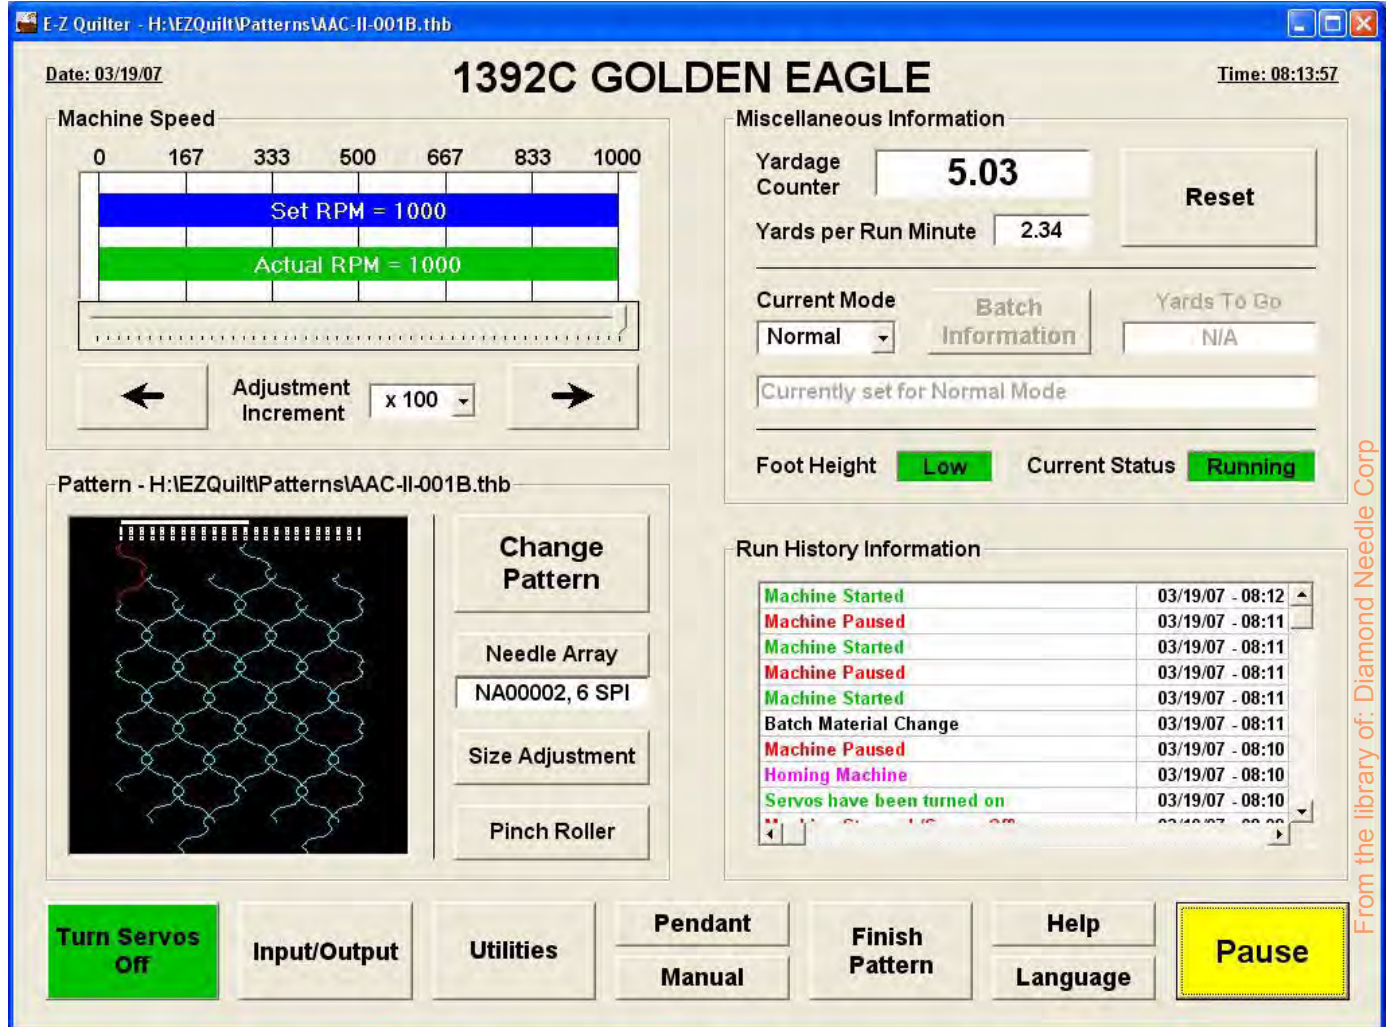 E-Z Quilter - H:\EZQuilt\Patterns\AAC-II-001B.thb
Date: 03/19/07
1392C GOLDEN EAGLE
Time: 08:13:57
Machine Speed
0 167 333 500 667 833 1000
Set RPM = 1000
Actual RPM = 1000
Adjustment
Increment
x 100
Miscellaneous Information
Yardage
Counter
5.03
Reset
Yards per Run Minute 2.34
Current Mode
Normal
Batch
Information
Yards To Go
N/A
Currently set for Normal Mode
Foot Height Low Current Status Running
Pattern - H:\EZQuilt\Patterns\AAC-II-001B.thb
Change
Pattern
Needle Array
NA00002, 6 SPI
Size Adjustment
Pinch Roller
Run History Information
Machine Started 03/19/07 - 08:12
Machine Paused 03/19/07 - 08:11
Machine Started 03/19/07 - 08:11
Machine Paused 03/19/07 - 08:11
Machine Started 03/19/07 - 08:11
Batch Material Change 03/19/07 - 08:11
Machine Paused 03/19/07 - 08:10
Homing Machine 03/19/07 - 08:10
Servos have been turned on 03/19/07 - 08:10
Turn Servos
Off
Input/Output
Utilities
Pendant
Manual
Finish
Pattern
Help
Language
Pause
From the library of: Diamond Needle Corp